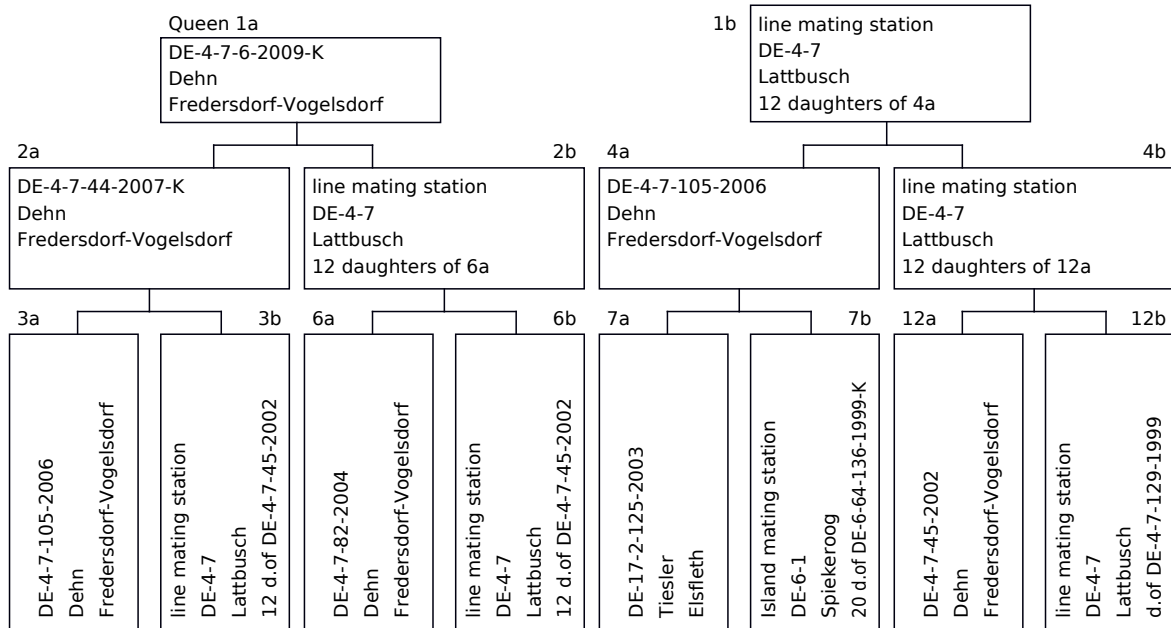 Queen 1a
DE-4-7-6-2009-K
Dehn
Fredersdorf-Vogelsdorf
1b
line mating station
DE-4-7
Lattbusch
12 daughters of 4a
2a
DE-4-7-44-2007-K
Dehn
Fredersdorf-Vogelsdorf
2b
line mating station
DE-4-7
Lattbusch
12 daughters of 6a
4a
DE-4-7-105-2006
Dehn
Fredersdorf-Vogelsdorf
4b
line mating station
DE-4-7
Lattbusch
12 daughters of 12a
3a
DE-4-7-105-2006
Dehn
Fredersdorf-Vogelsdorf
3b
line mating station
DE-4-7
Lattbusch
12 d.of DE-4-7-45-2002
6a
DE-4-7-82-2004
Dehn
Fredersdorf-Vogelsdorf
6b
line mating station
DE-4-7
Lattbusch
12 d.of DE-4-7-45-2002
7a
DE-17-2-125-2003
Tiesler
Elsfleth
7b
Island mating station
DE-6-1
Spiekeroog
20 d.of DE-6-64-136-1999-K
12a
DE-4-7-45-2002
Dehn
Fredersdorf-Vogelsdorf
12b
line mating station
DE-4-7
Lattbusch
d.of DE-4-7-129-1999